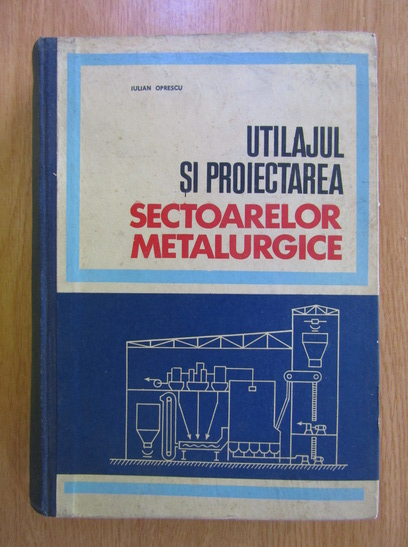 IULIAN OPRESCU
UTILAJUL
ȘI PROIECTAREA
SECTOARELOR
METALURGICE